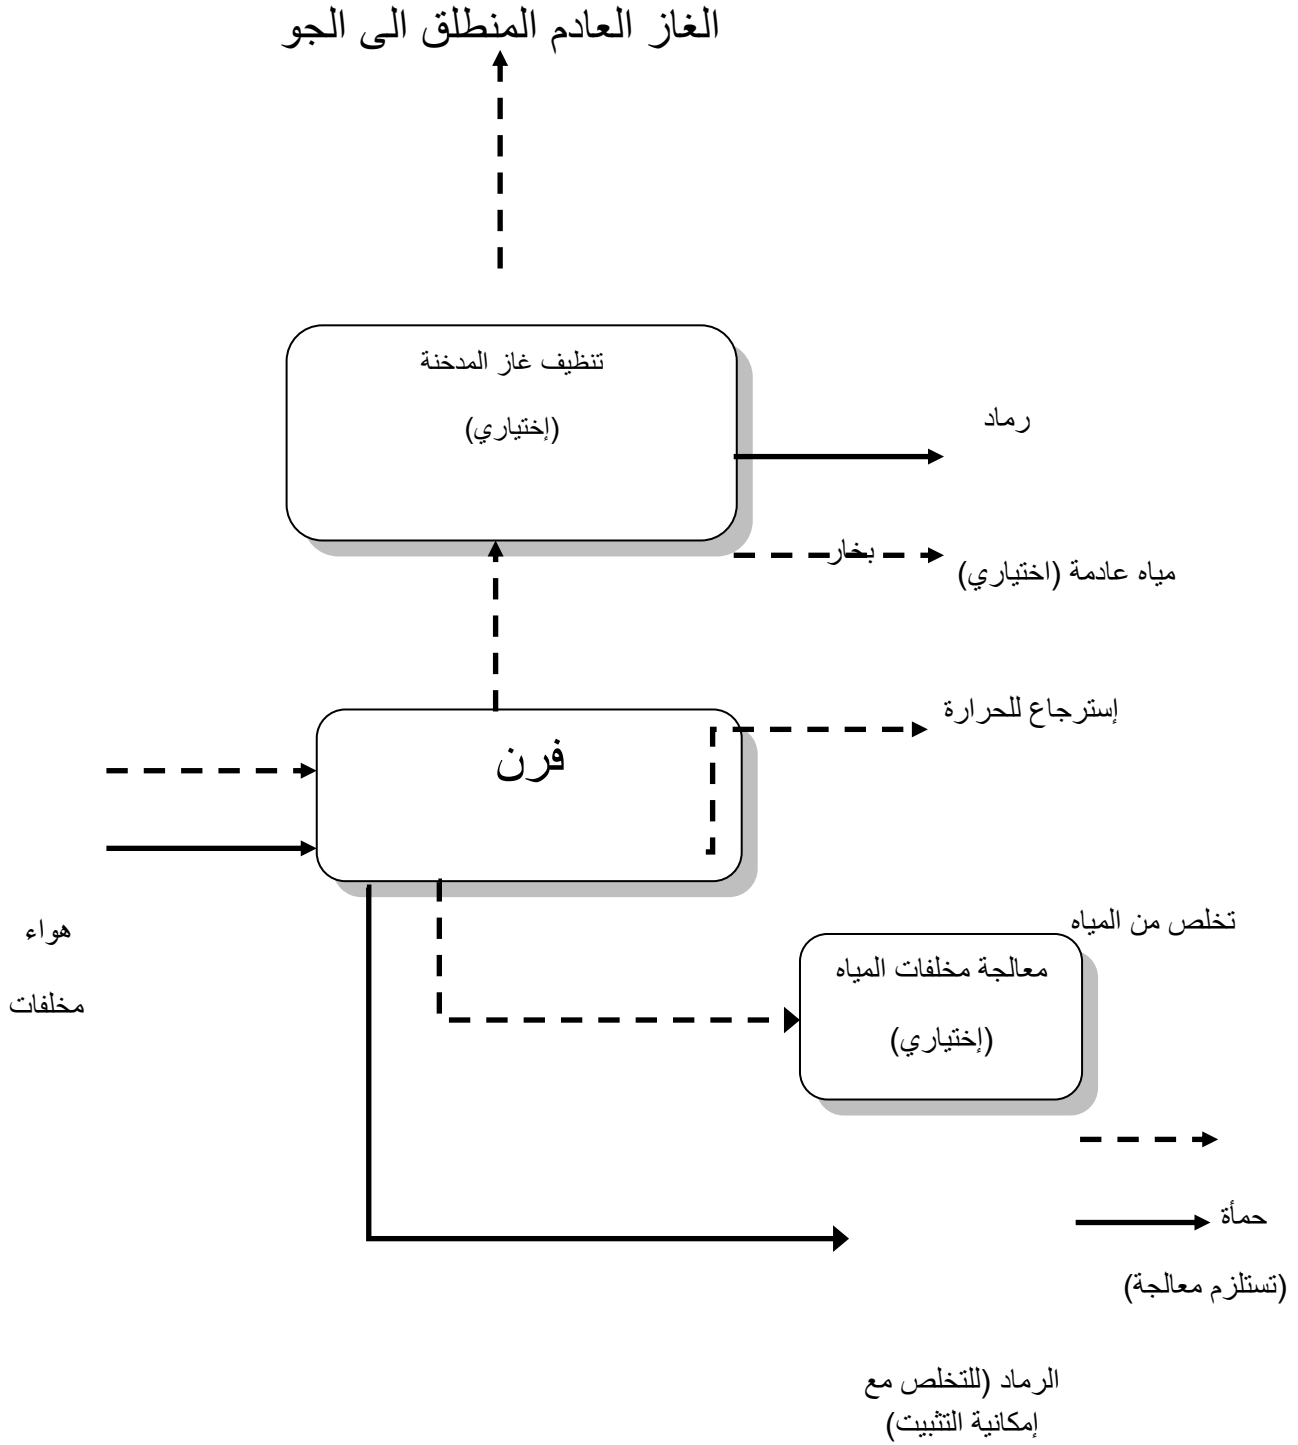 الغاز العادم المنطلق الى الجو
تنظيف غاز المدخنة
(إختياري)
رماد
بخار
مياه عادمة (اختياري)
إسترجاع للحرارة
فرن
هواء
مخلفات
تخلص من المياه
معالجة مخلفات المياه
(إختياري)
حمأة
(تستلزم معالجة)
الرماد (للتخلص مع
إمكانية التثبيت)